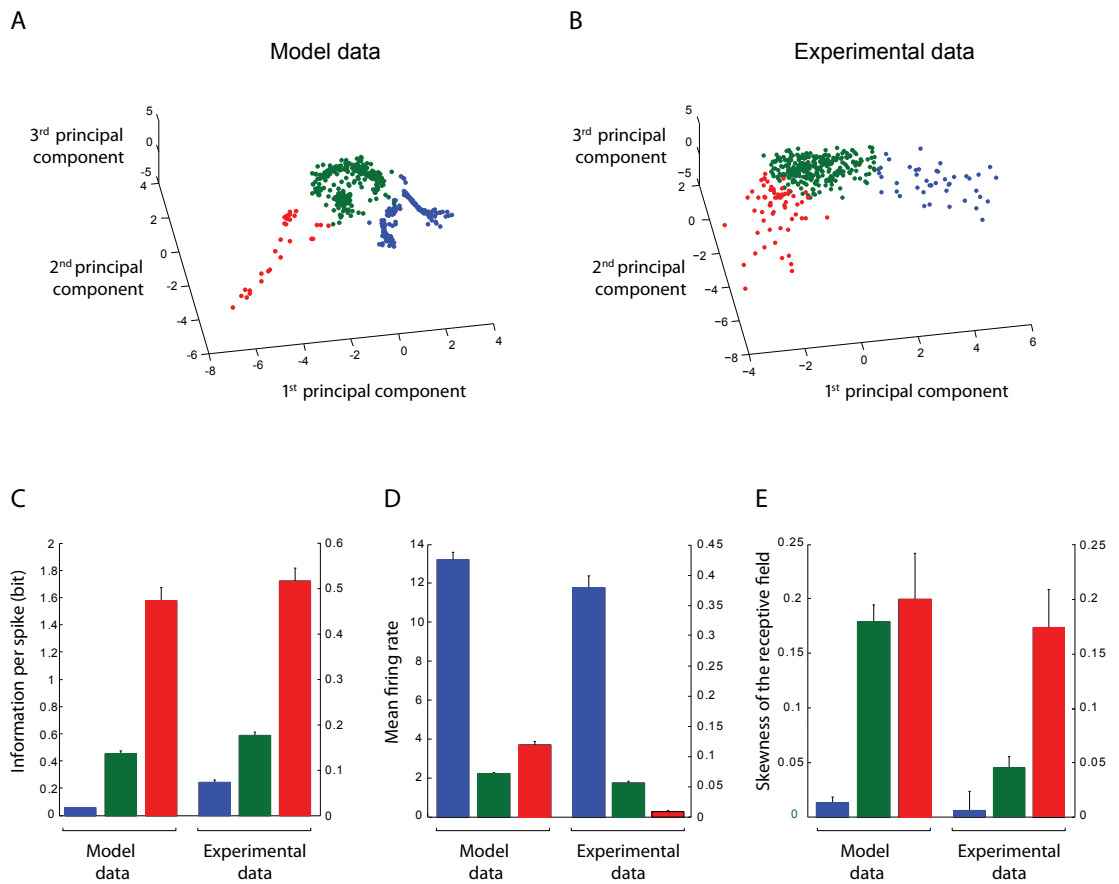 A
Model data
5
0
-5
3rd principal
component
4
2
0
-2
-4
-6
2nd principal
component
-8
-6
-4
-2
0
2
4
1st principal component
B
Experimental data
5
0
−5
3rd principal
component
2
0
−2
−4
−6
−8
2nd principal
component
−4
−2
0
2
4
6
1st principal component
C
Information per spike (bit)
2
1.8
1.6
1.4
1.2
1
0.8
0.6
0.4
0.2
0
0.6
0.5
0.4
0.3
0.2
0.1
0
Model
data
Experimental
data
D
Mean firing rate
14
12
10
8
6
4
2
0
0.45
0.4
0.35
0.3
0.25
0.2
0.15
0.1
0.05
0
Model
data
Experimental
data
E
Skewness of the receptive field
0.25
0.2
0.15
0.1
0.05
0
0.25
0.2
0.15
0.1
0.05
0
Model
data
Experimental
data